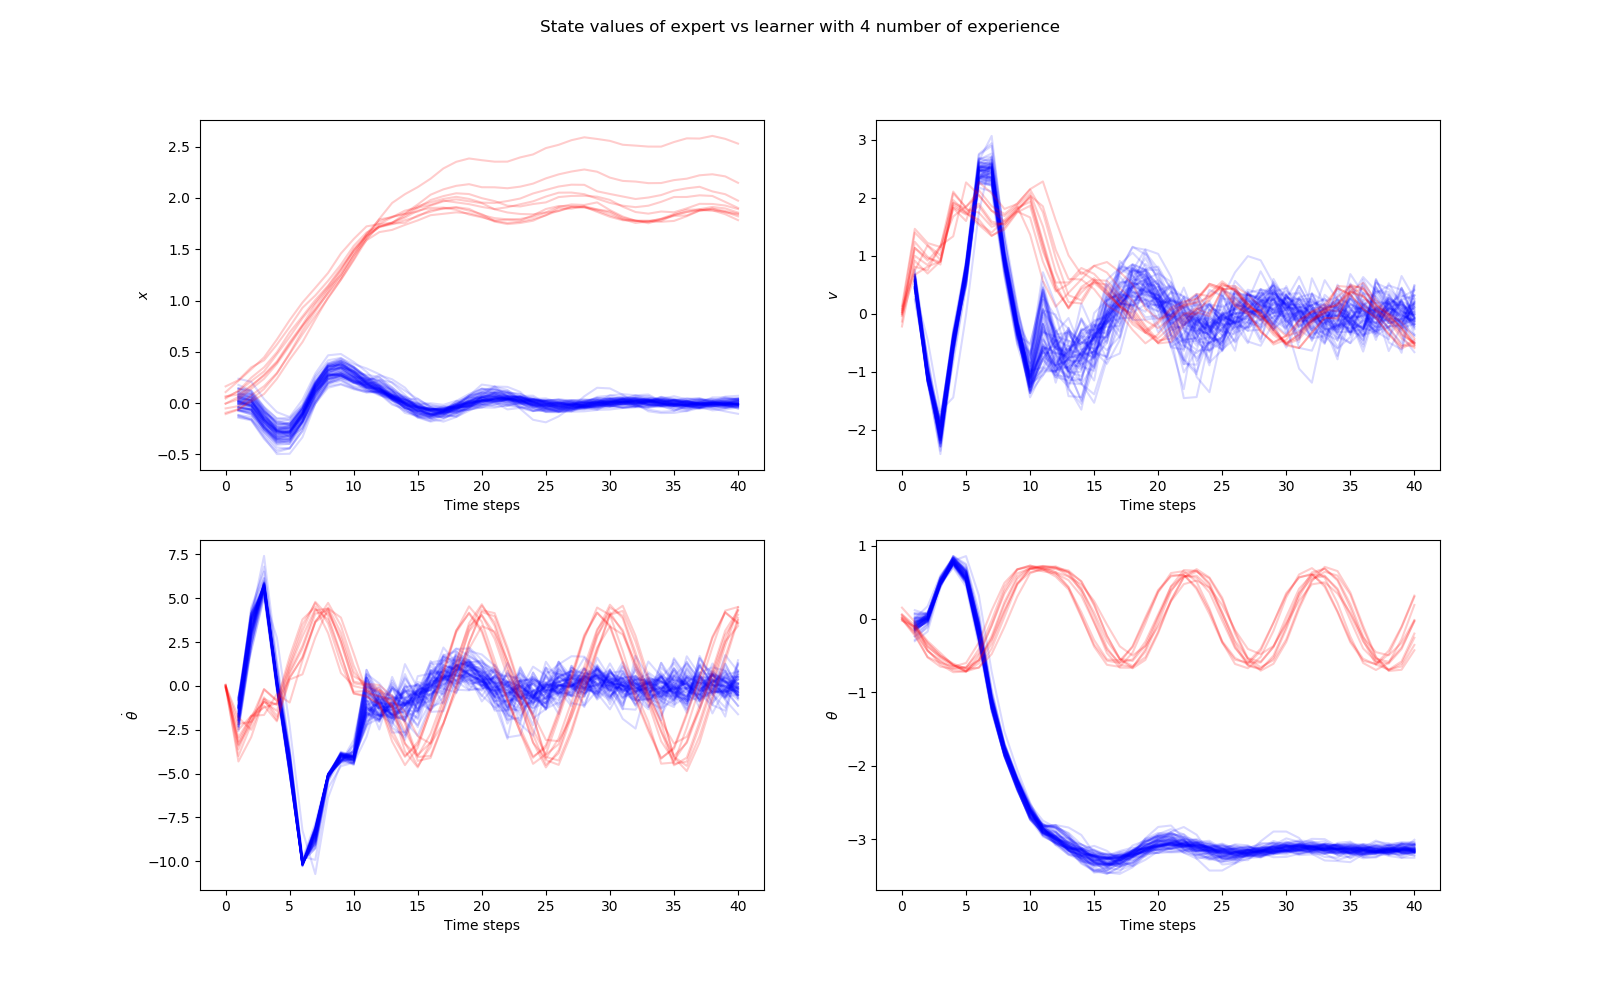 State values of expert vs learner with 4 number of experience
2.5
2.0
1.5
1.0
0.5
0.0
−0.5
x
0 5 10 15 20 25 30 35 40
Time steps
3
2
1
0
−1
−2
v
0 5 10 15 20 25 30 35 40
Time steps
7.5
5.0
2.5
0.0
−2.5
−5.0
−7.5
−10.0
θ̇
0 5 10 15 20 25 30 35 40
Time steps
1
0
−1
−2
−3
θ
0 5 10 15 20 25 30 35 40
Time steps